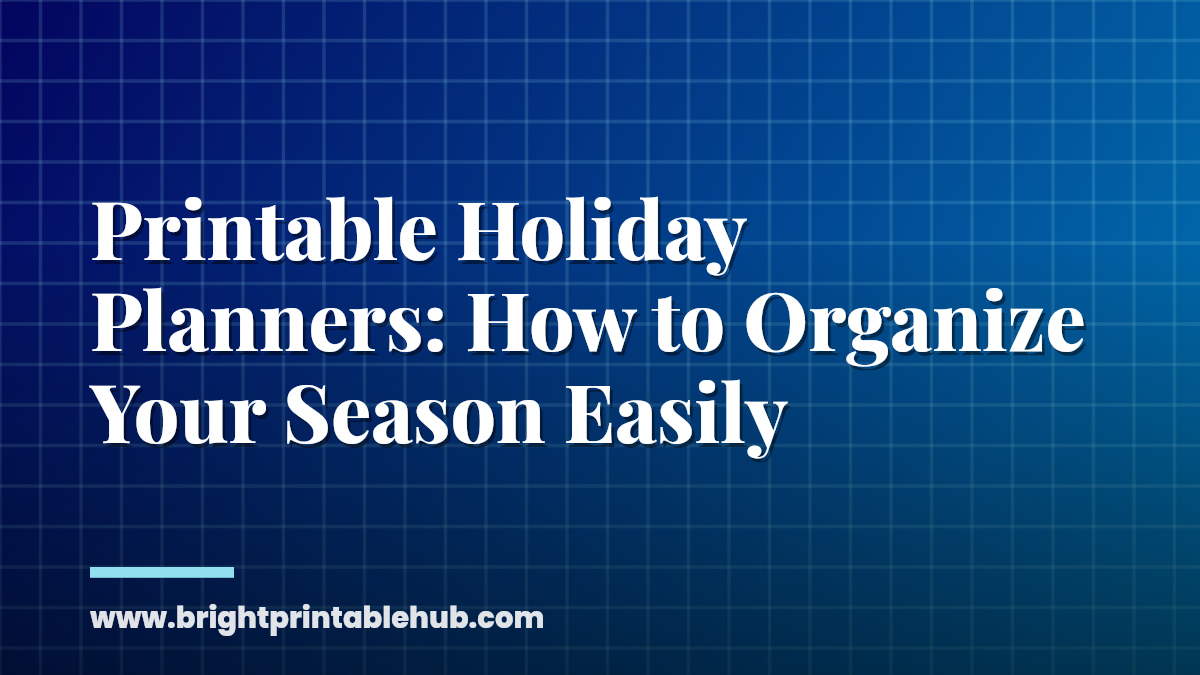 Printable Holiday
Planners: How to Organize
Your Season Easily
www.brightprintablehub.com